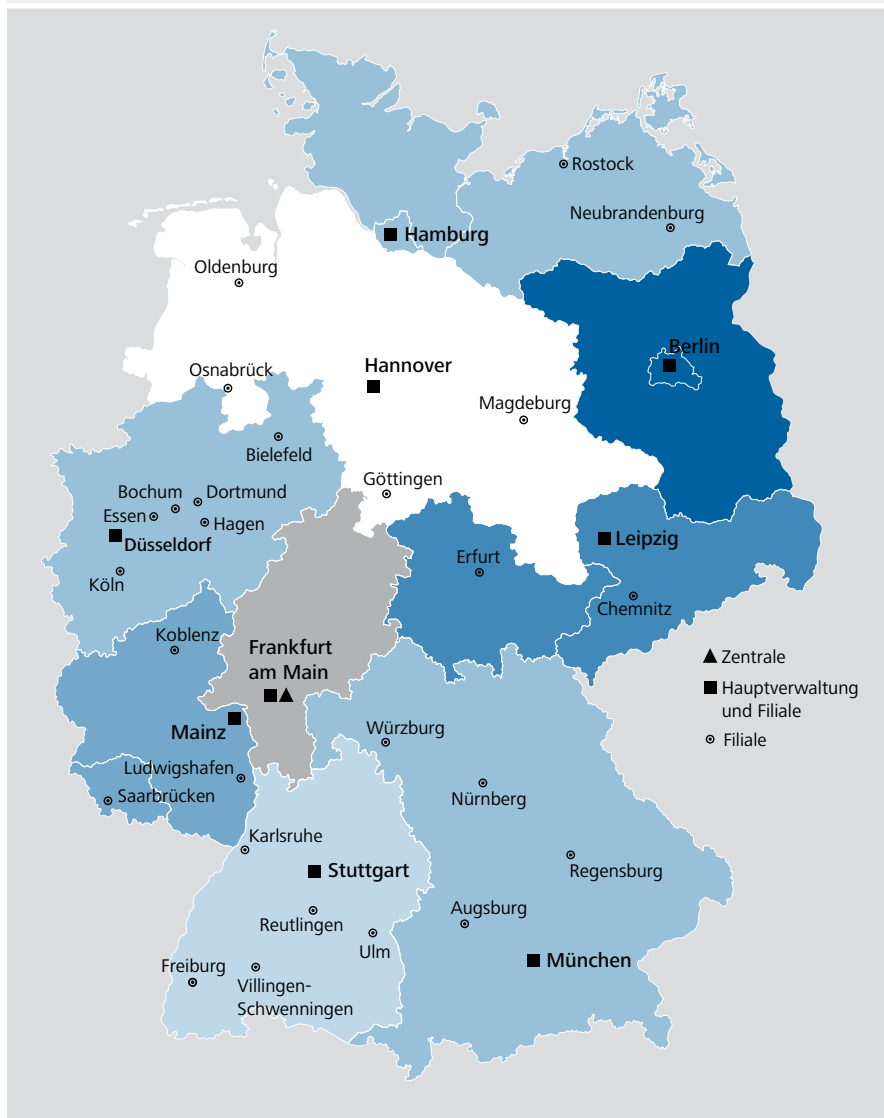 Rostock
Neubrandenburg
Hamburg
Oldenburg
Berlin
Hannover
Osnabrück
Magdeburg
Bielefeld
Göttingen
Bochum
Dortmund
Essen
Hagen
Düsseldorf
Leipzig
Erfurt
Köln
Chemnitz
Koblenz
Frankfurt
am Main
Zentrale
Hauptverwaltung
und Filiale
Filiale
Mainz
Würzburg
Ludwigshafen
Saarbrücken
Nürnberg
Karlsruhe
Stuttgart
Regensburg
Reutlingen
Augsburg
Ulm
München
Freiburg
Villingen-
Schwenningen